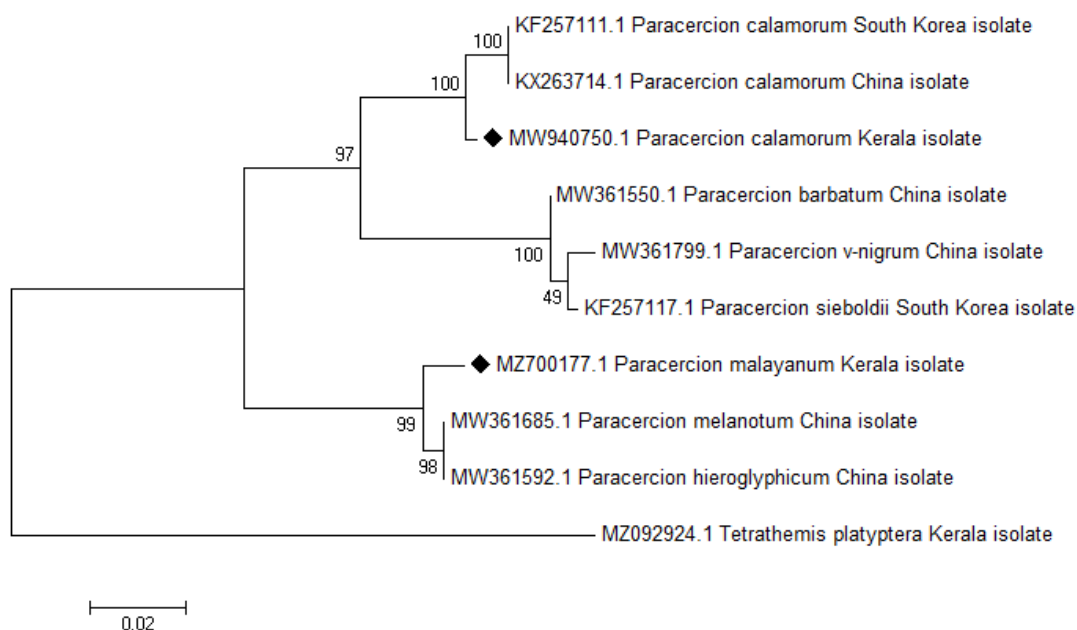 KF257111.1 Paracercion calamorum South Korea isolate
100
KX263714.1 Paracercion calamorum China isolate
100
MW940750.1 Paracercion calamorum Kerala isolate
97
MW361550.1 Paracercion barbatum China isolate
100
MW361799.1 Paracercion v-nigrum China isolate
49
KF257117.1 Paracercion sieboldii South Korea isolate
MZ700177.1 Paracercion malayanum Kerala isolate
99
MW361685.1 Paracercion melanotum China isolate
98
MW361592.1 Paracercion hieroglyphicum China isolate
MZ092924.1 Tetrathemis platyptera Kerala isolate
0.02